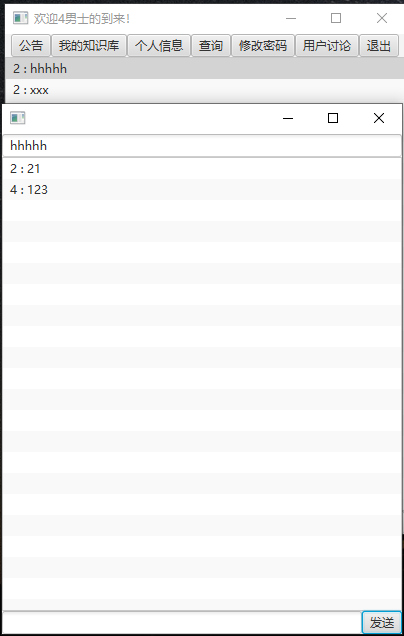 欢迎4男士的到来!
公告 我的知识库 个人信息 查询 修改密码 用户讨论 退出
2 : hhhhh
2 : xxx
hhhhh
2 : 21
4 : 123
发送